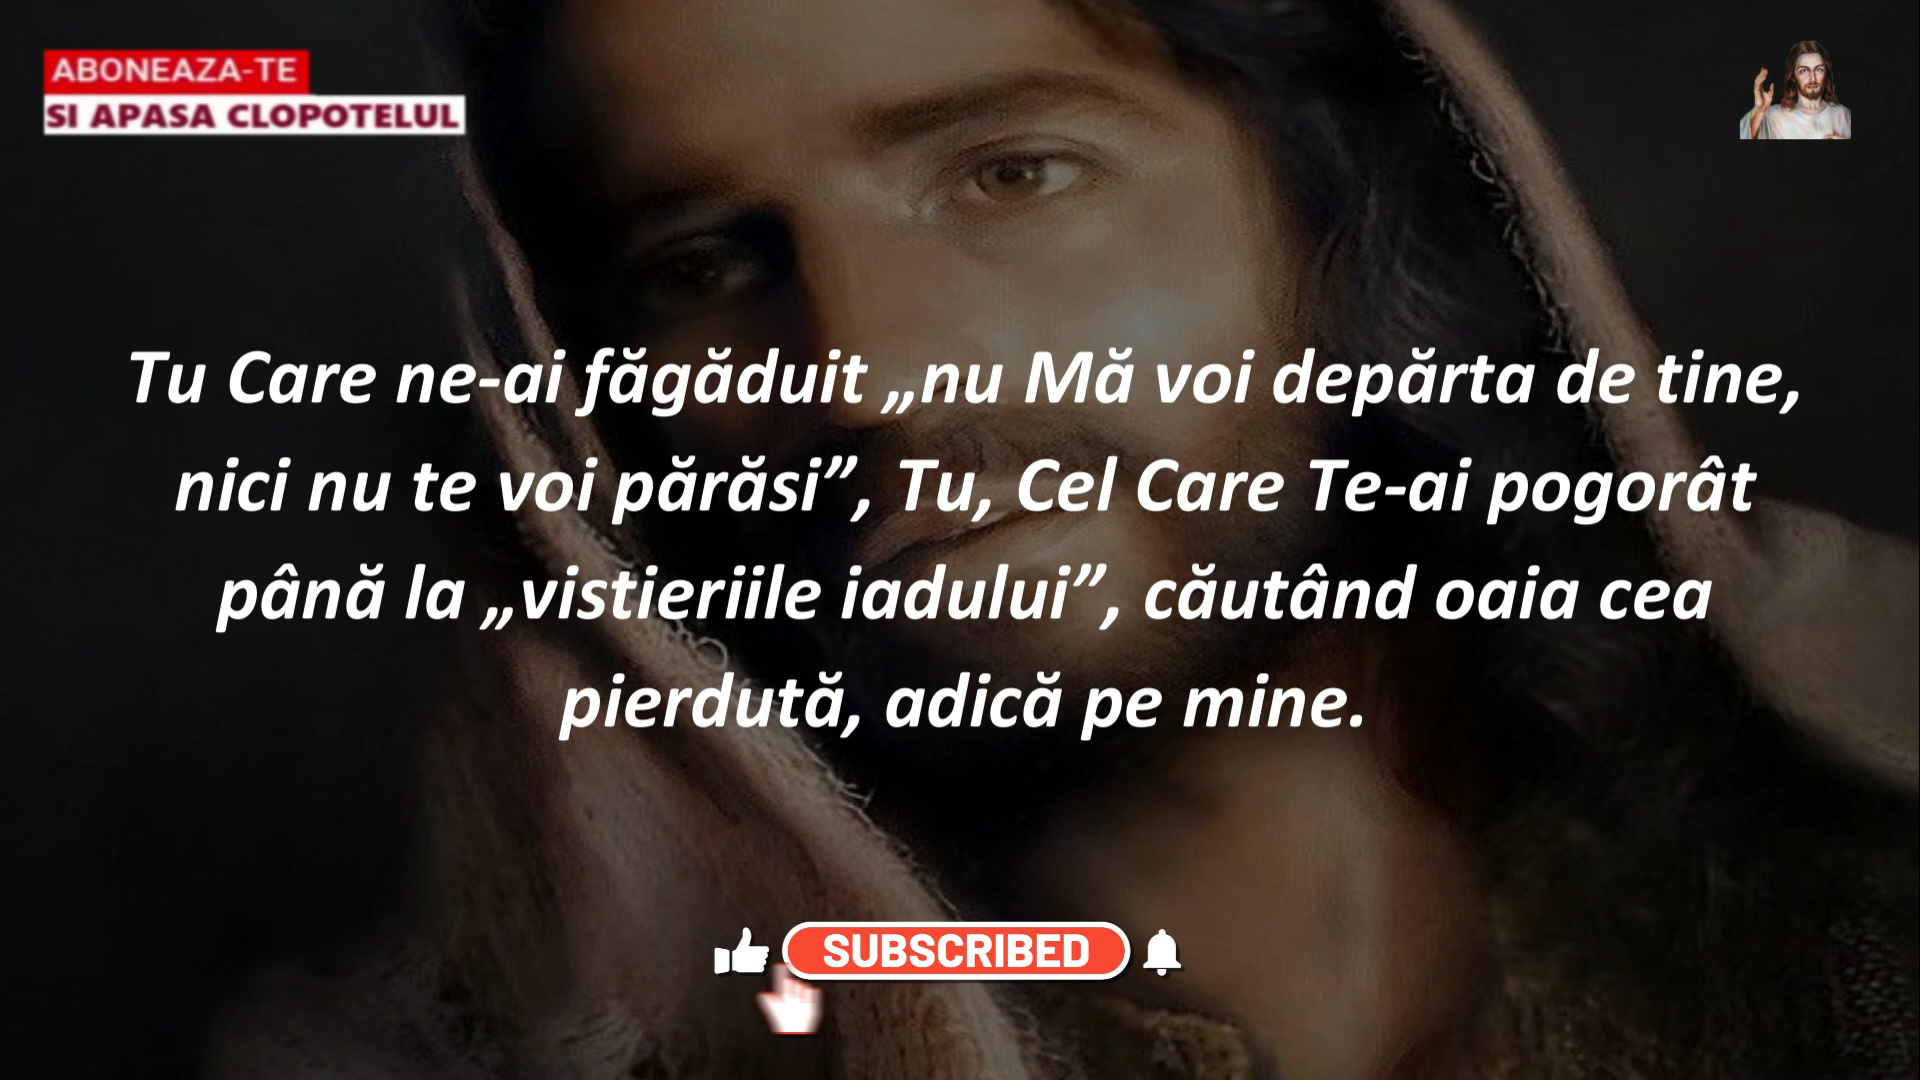 ABONEAZA-TE
SI APASA CLOPOTELUL
Tu Care ne-ai făgăduit „nu Mă voi depărta de tine,
nici nu te voi părăsi”, Tu, Cel Care Te-ai pogorât
până la „vistieriile iadului”, căutând oaia cea
pierdută, adică pe mine.
SUBSCRIBED